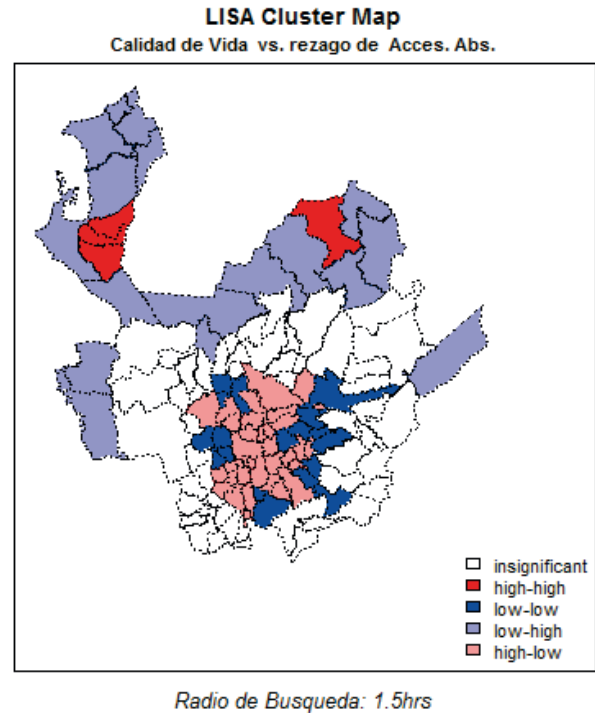 LISA Cluster Map
Calidad de Vida vs. rezago de Acces. Abs.
insignificant
high-high
low-low
low-high
high-low
Radio de Busqueda: 1.5hrs